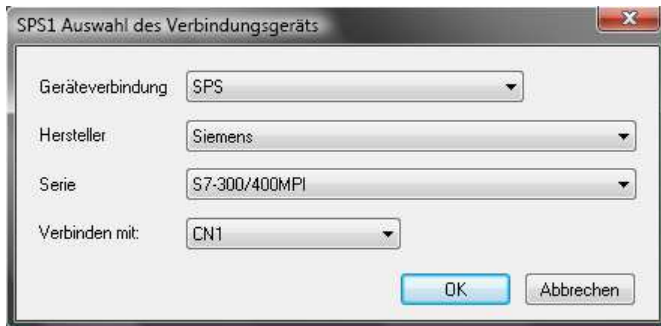 SPS1 Auswahl des Verbindungsgeräts
Geräteverbindung SPS
Hersteller Siemens
Serie S7-300/400MPI
Verbinden mit: CN1
OK Abbrechen